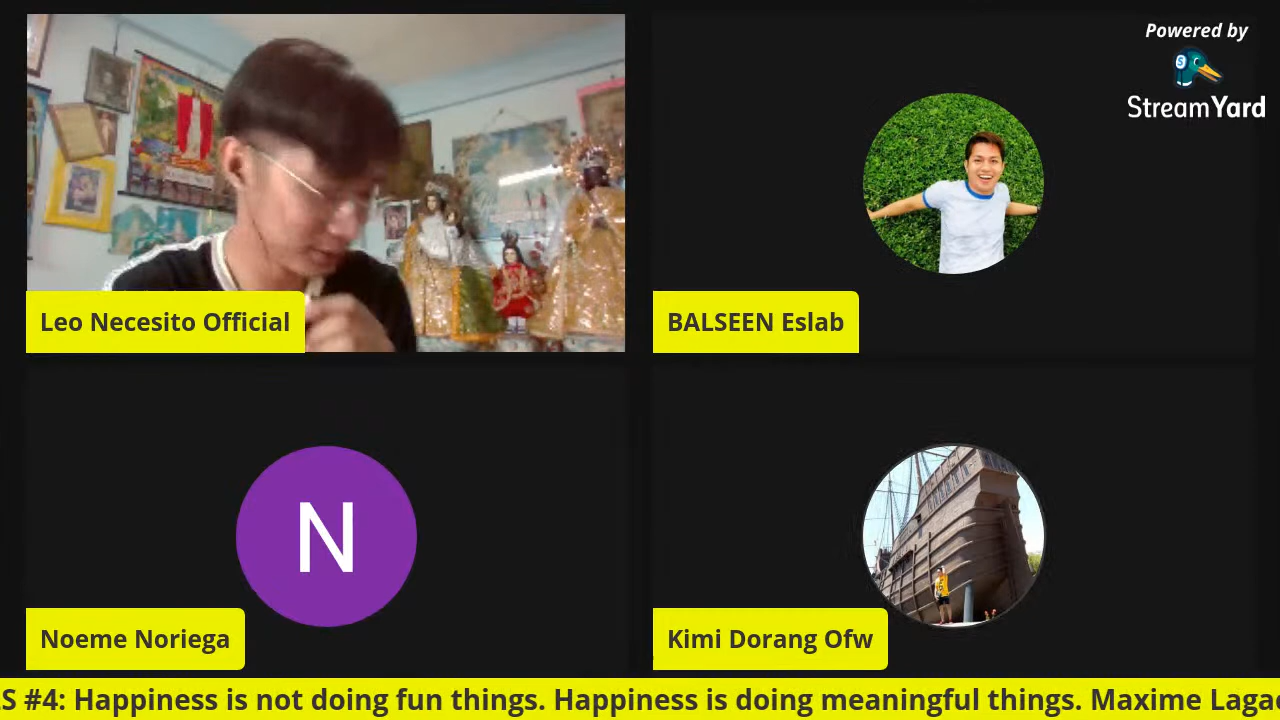 Powered by
StreamYard
Leo Necesito Official
BALSEEN Eslab
N
Noeme Noriega
Kimi Dorang Ofw
#4: Happiness is not doing fun things. Happiness is doing meaningful things. Maxime